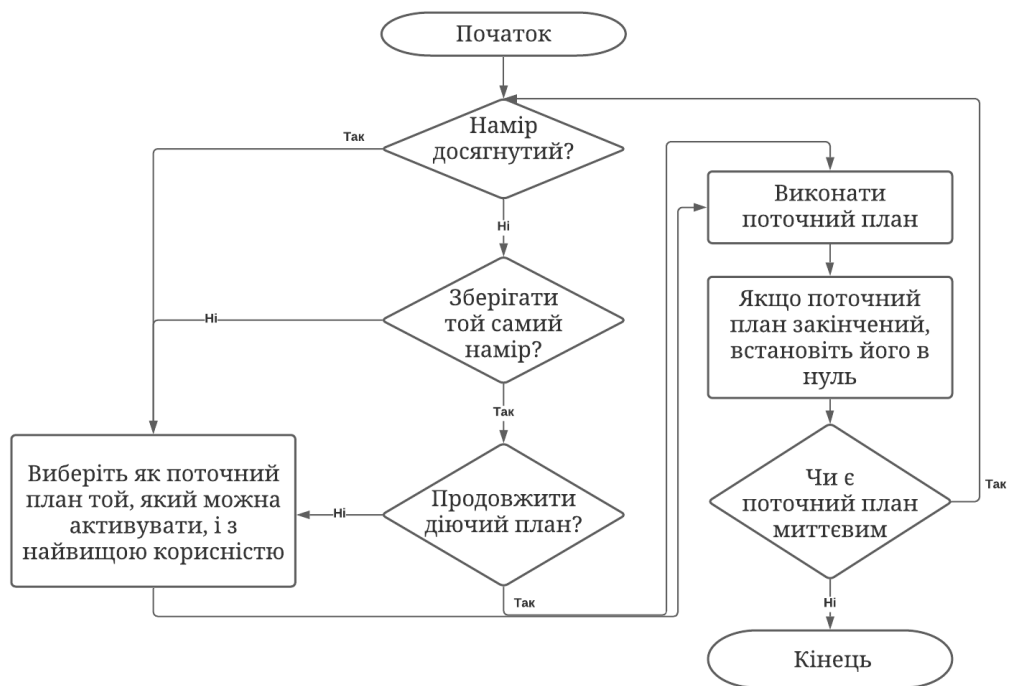 Початок
Намір
досягнутий?
Так
Ні
Зберігати
той самий
намір?
Ні
Так
Продовжити
діючий план?
Ні
Так
Виберіть як поточний
план той, який можна
активувати, і з
найвищою корисністю
Виконати
поточний план
Якщо поточний
план закінчений,
встановіть його в
нуль
Чи є
поточний план
миттєвим
Так
Ні
Кінець